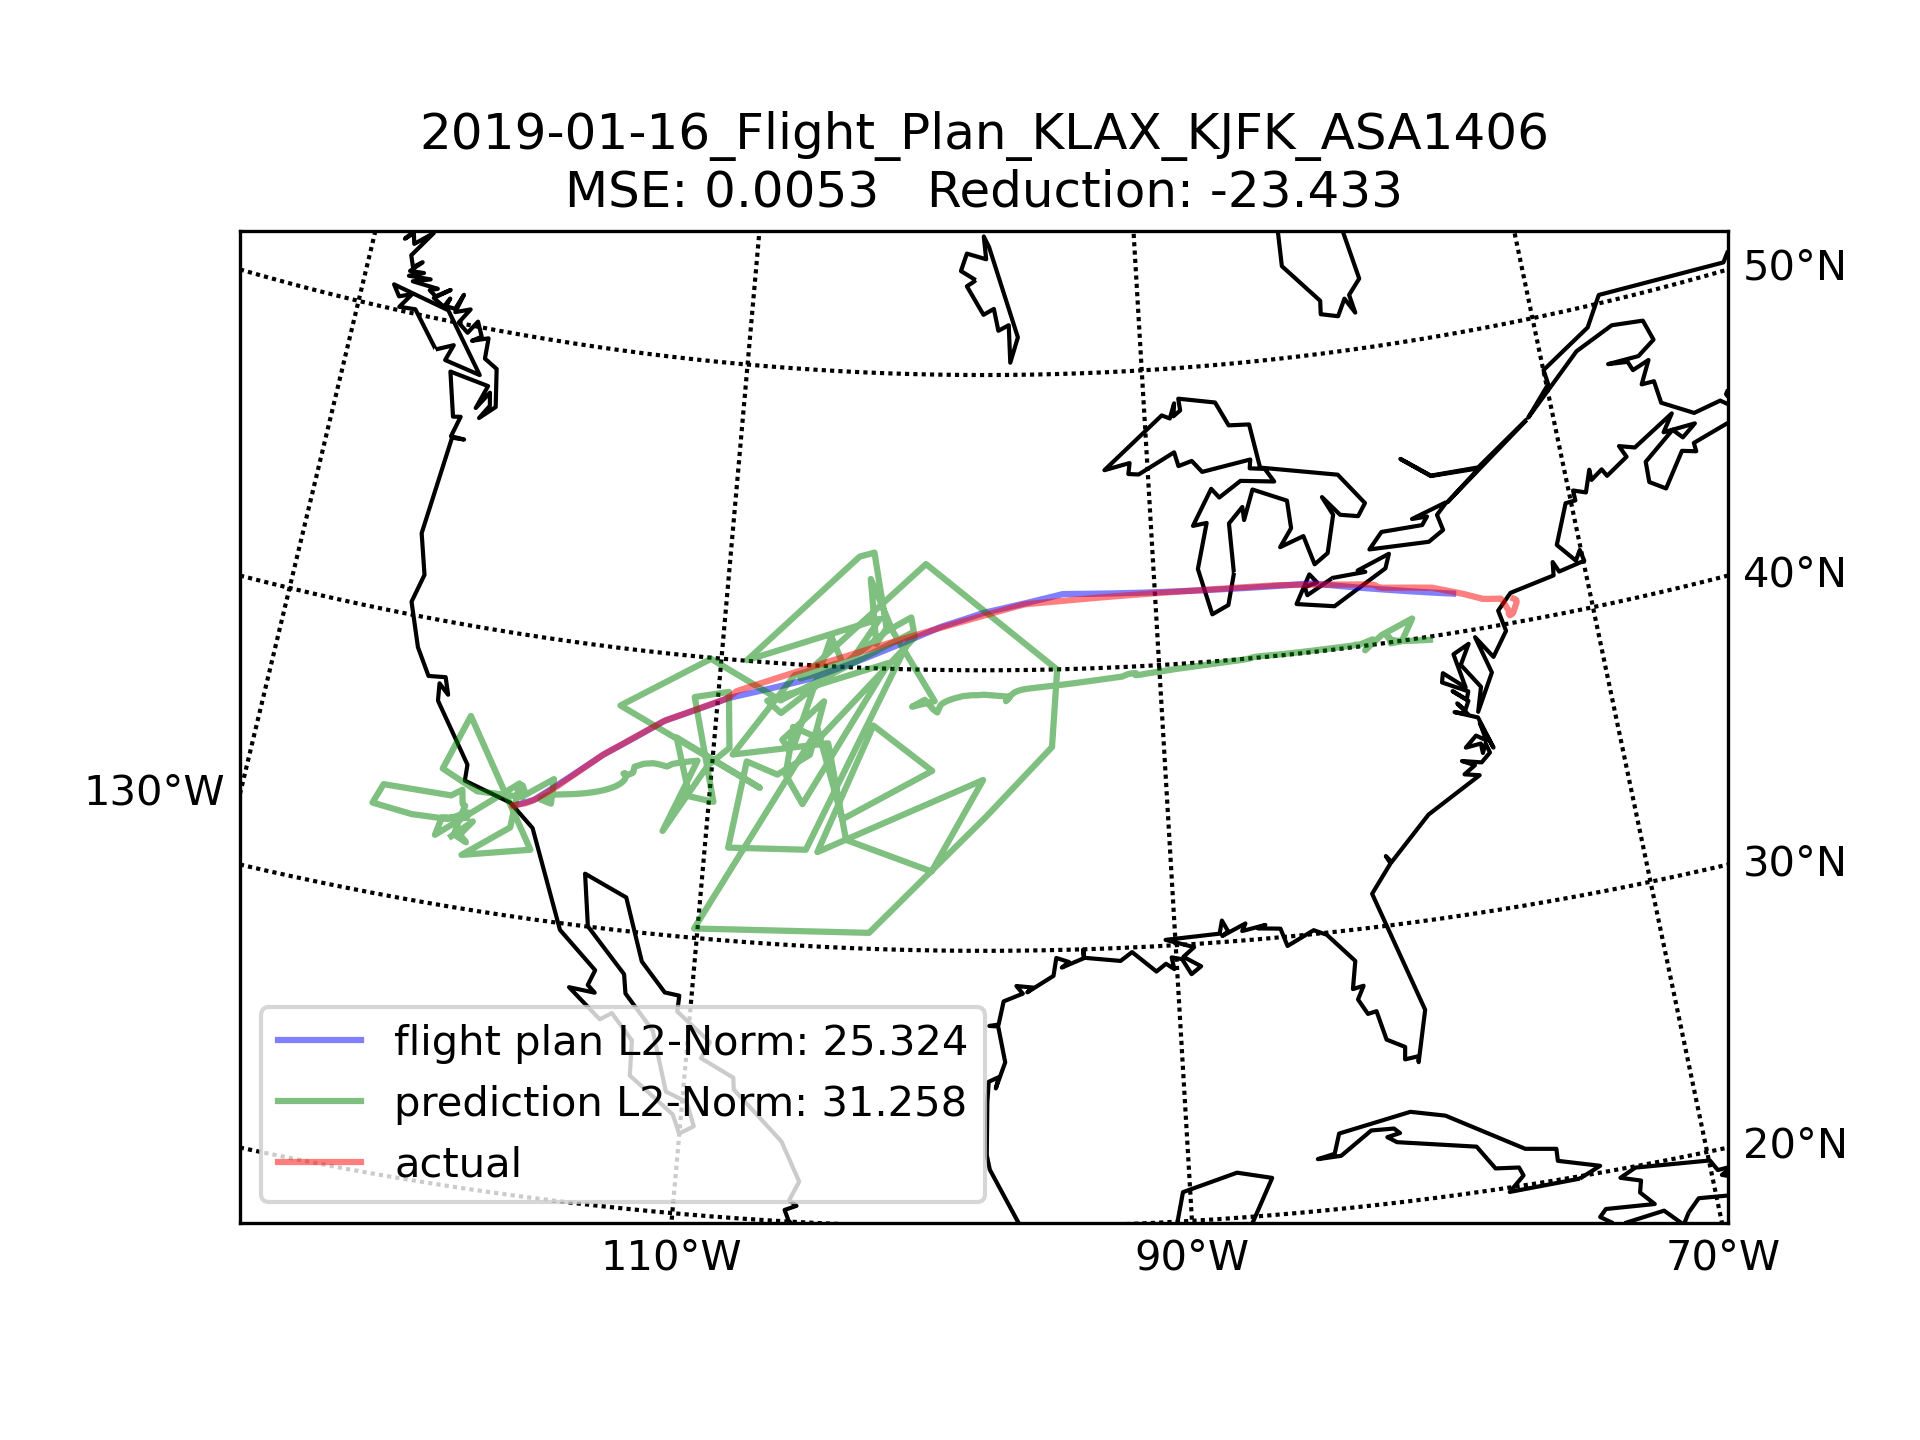 2019-01-16_Flight_Plan_KLAX_KJFK_ASA1406
MSE: 0.0053 Reduction: -23.433
50°N
40°N
130°W
30°N
flight plan L2-Norm: 25.324
prediction L2-Norm: 31.258
actual
20°N
110°W
90°W
70°W